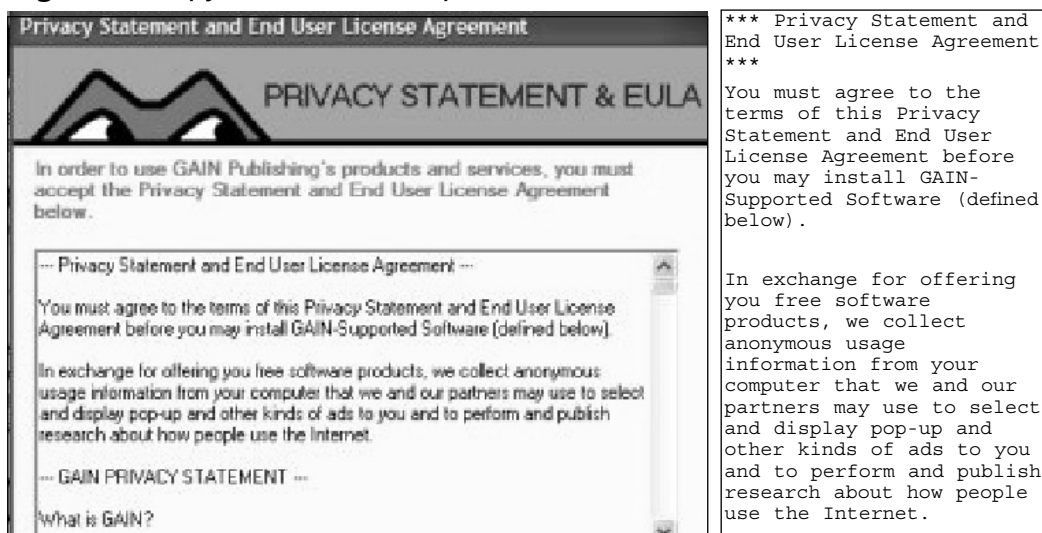 Privacy Statement and End User License Agreement
PRIVACY STATEMENT & EULA
In order to use GAIN Publishing's products and services, you must
accept the Privacy Statement and End User License Agreement
below.
--- Privacy Statement and End User License Agreement ---
You must agree to the terms of this Privacy Statement and End User License
Agreement before you may install GAIN-Supported Software (defined below).
In exchange for offering you free software products, we collect anonymous
usage information from your computer that we and our partners may use to select
and display pop-up and other kinds of ads to you and to perform and publish
research about how people use the Internet.
--- GAIN PRIVACY STATEMENT ---
What is GAIN?
*** Privacy Statement and
End User License Agreement
***
You must agree to the
terms of this Privacy
Statement and End User
License Agreement before
you may install GAIN-
Supported Software (defined
below).
In exchange for offering
you free software
products, we collect
anonymous usage
information from your
computer that we and our
partners may use to select
and display pop-up and
other kinds of ads to you
and to perform and publish
research about how people
use the Internet.